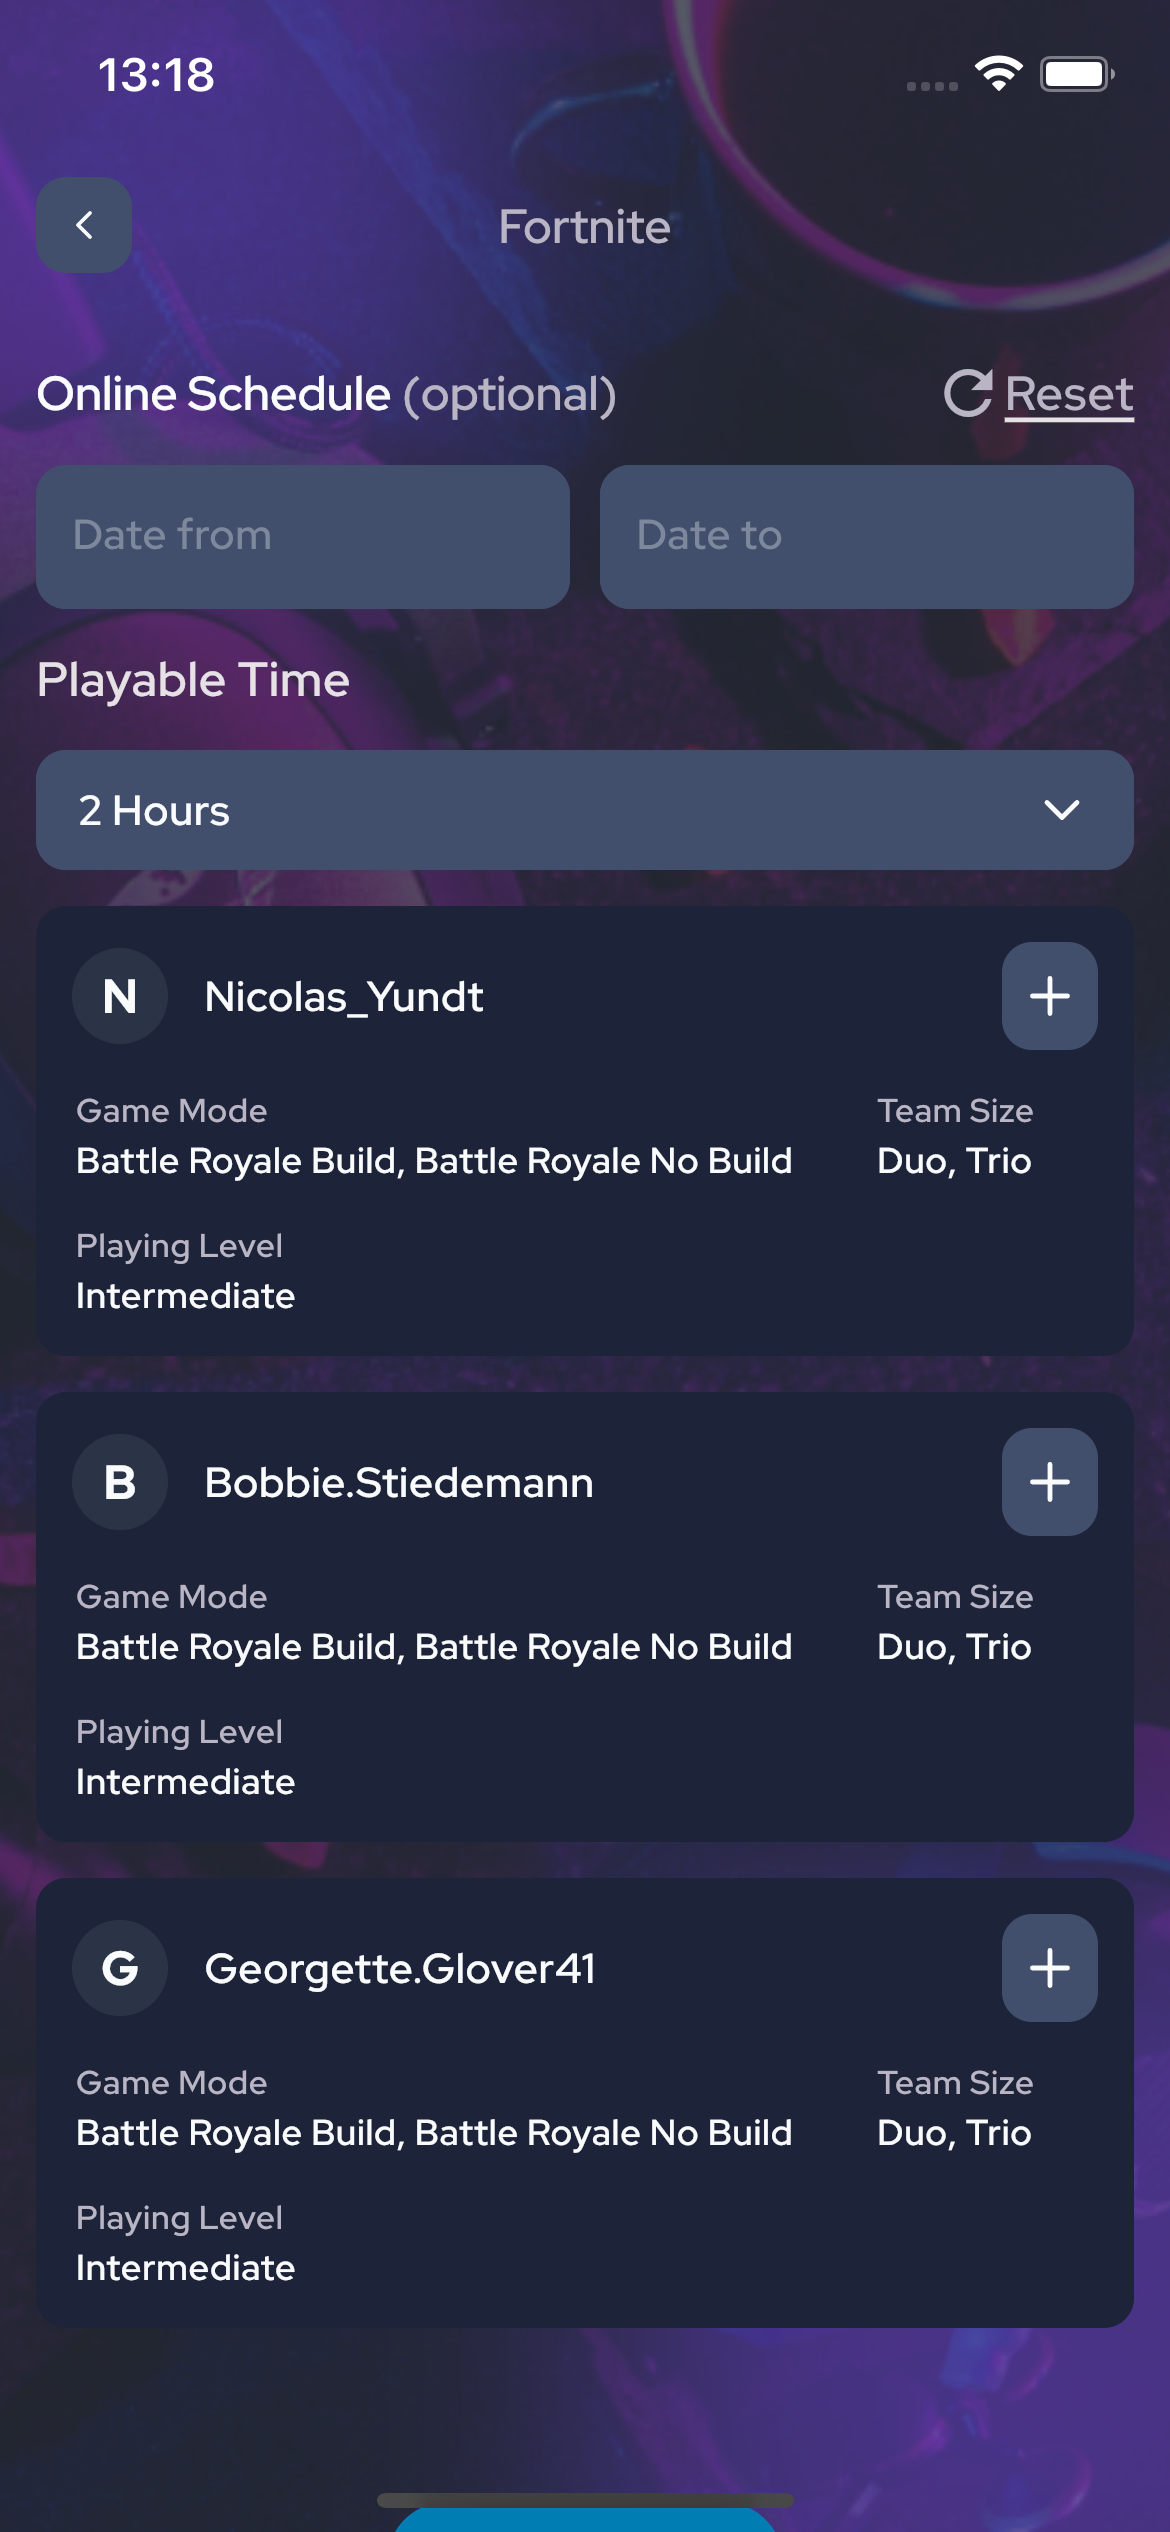 13:18
Fortnite
Online Schedule (optional)
Reset
Date from
Date to
Playable Time
2 Hours
N
Nicolas_Yundt
Game Mode
Team Size
Battle Royale Build, Battle Royale No Build
Duo, Trio
Playing Level
Intermediate
B
Bobbie.Stiedemann
Game Mode
Team Size
Battle Royale Build, Battle Royale No Build
Duo, Trio
Playing Level
Intermediate
G
Georgette.Glover41
Game Mode
Team Size
Battle Royale Build, Battle Royale No Build
Duo, Trio
Playing Level
Intermediate